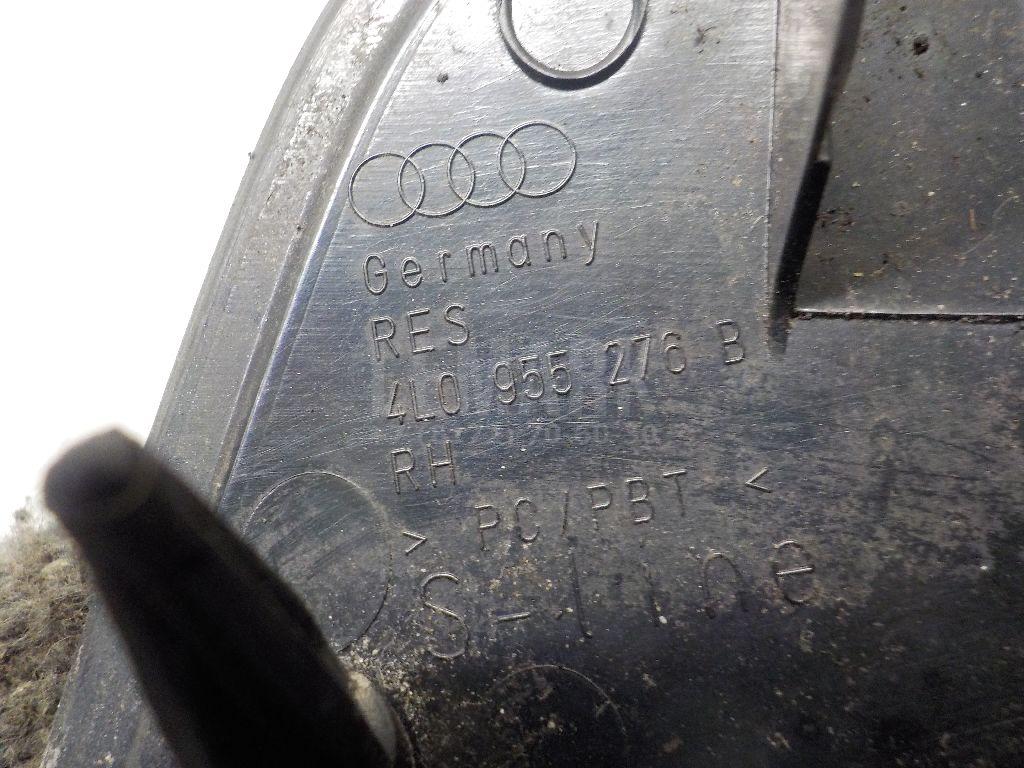 Germany
RES
4L0 955 276 B
RH
> PC/PBT <
S-line